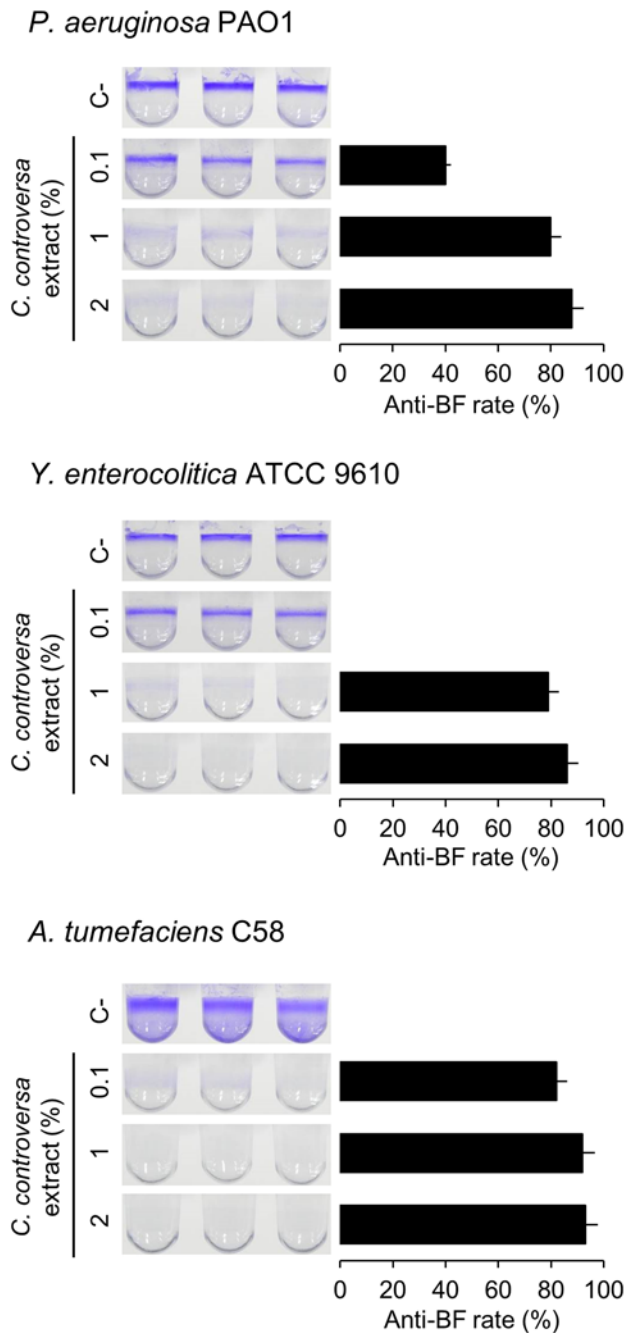 P. aeruginosa PAO1
C-
0.1
1
2
C. controversa
extract (%)
0 20 40 60 80 100
Anti-BF rate (%)
Y. enterocolitica ATCC 9610
C-
0.1
1
2
C. controversa
extract (%)
0 20 40 60 80 100
Anti-BF rate (%)
A. tumefaciens C58
C-
0.1
1
2
C. controversa
extract (%)
0 20 40 60 80 100
Anti-BF rate (%)